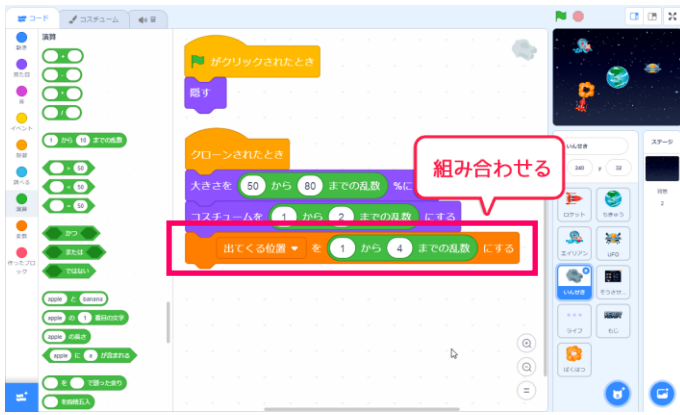 コード
コスチューム
音
演算
動き
見た目
音
イベント
制御
調べる
演算
変数
作ったブロ
ック
1 から 10 までの乱数
= 50
かつ
または
ではない
apple と banana
apple の 1 番目の文字
apple の長さ
apple に a が含まれる
を で割った余り
を四捨五入
がクリックされたとき
隠す
クローンされたとき
大きさを 50 から 80 までの乱数 %に
コスチュームを 1 から 2 までの乱数 にする
出てくる位置 を 1 から 4 までの乱数 にする
組み合わせる
いんせき
ステージ
240 y 32
背景
2
ロケット
ちきゅう
エイリアン
UFO
いんせき
そうさせ...
ライフ
もじ
ばくはつ